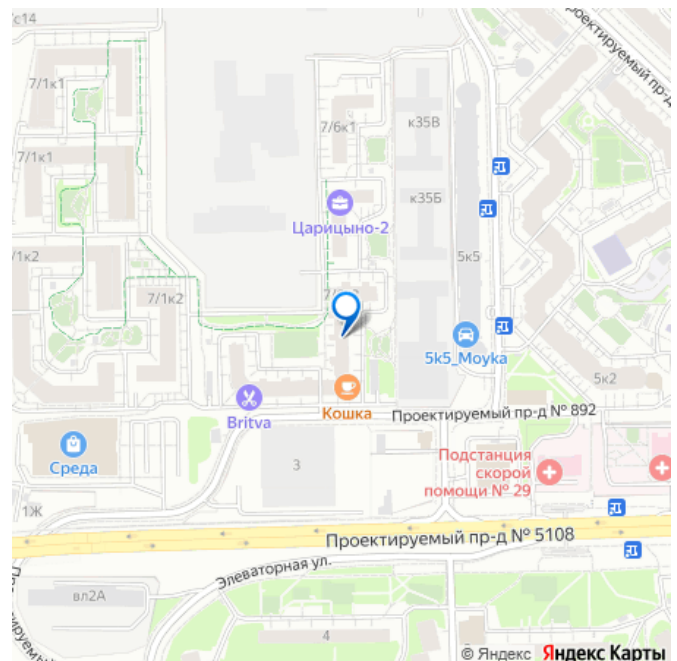 с14
Проектируемый пр-
7/1к1
7/6к1
к35В
7/1к1
к35Б
Царицыно-2
5к5
1к2
7/1к2
5k5_Moyka
5к2
Britva
Кошка
Проектируемый пр-д № 892
Среда
3
Подстанция
скорой
помощи № 29
1Ж
Проектируемый пр-д № 5108
Элеваторная ул.
вл2А
4
© Яндекс Яндекс Карты